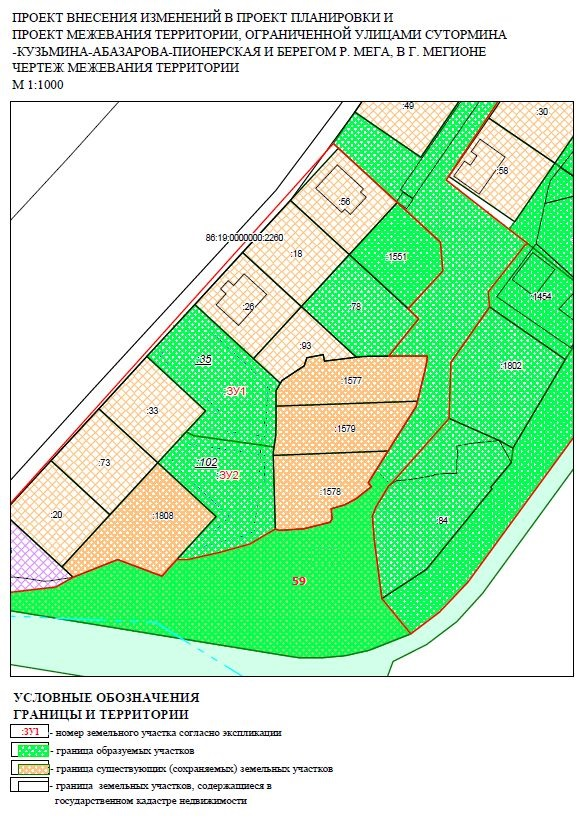 ПРОЕКТ ВНЕСЕНИЯ ИЗМЕНЕНИЙ В ПРОЕКТ ПЛАНИРОВКИ И
ПРОЕКТ МЕЖЕВАНИЯ ТЕРРИТОРИИ, ОГРАНИЧЕННОЙ УЛИЦАМИ СУТОРМИНА
-КУЗЬМИНА-АБАЗАРОВА-ПИОНЕРСКАЯ И БЕРЕГОМ Р. МЕГА, В Г. МЕГИОНЕ
ЧЕРТЕЖ МЕЖЕВАНИЯ ТЕРРИТОРИИ
М 1:1000
:49
:30
:58
:56
86:19:0000000:2260
:18
:1551
:26
:78
:1454
:93
:35
:1802
:1577
:ЗУ1
:33
:1579
:73
:102
:ЗУ2
:1578
:20
:1808
:84
59
УСЛОВНЫЕ ОБОЗНАЧЕНИЯ
ГРАНИЦЫ И ТЕРРИТОРИИ
:ЗУ1 - номер земельного участка согласно экспликации
- граница образуемых участков
- граница существующих (сохраняемых) земельных участков
- граница земельных участков, содержащиеся в
государственном кадастре недвижимости